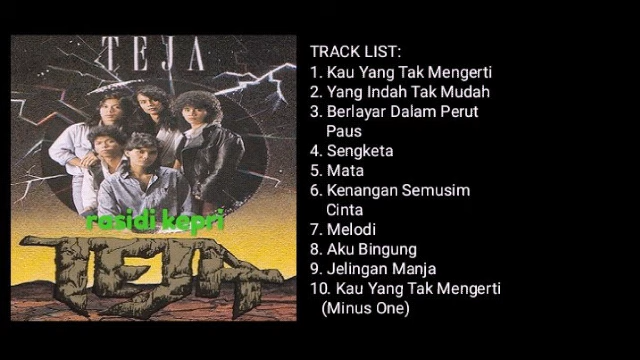 TEJA
rasidi kepri
TEJA
TRACK LIST:
1. Kau Yang Tak Mengerti
2. Yang Indah Tak Mudah
3. Berlayar Dalam Perut
Paus
4. Sengketa
5. Mata
6. Kenangan Semusim
Cinta
7. Melodi
8. Aku Bingung
9. Jelingan Manja
10. Kau Yang Tak Mengerti
(Minus One)